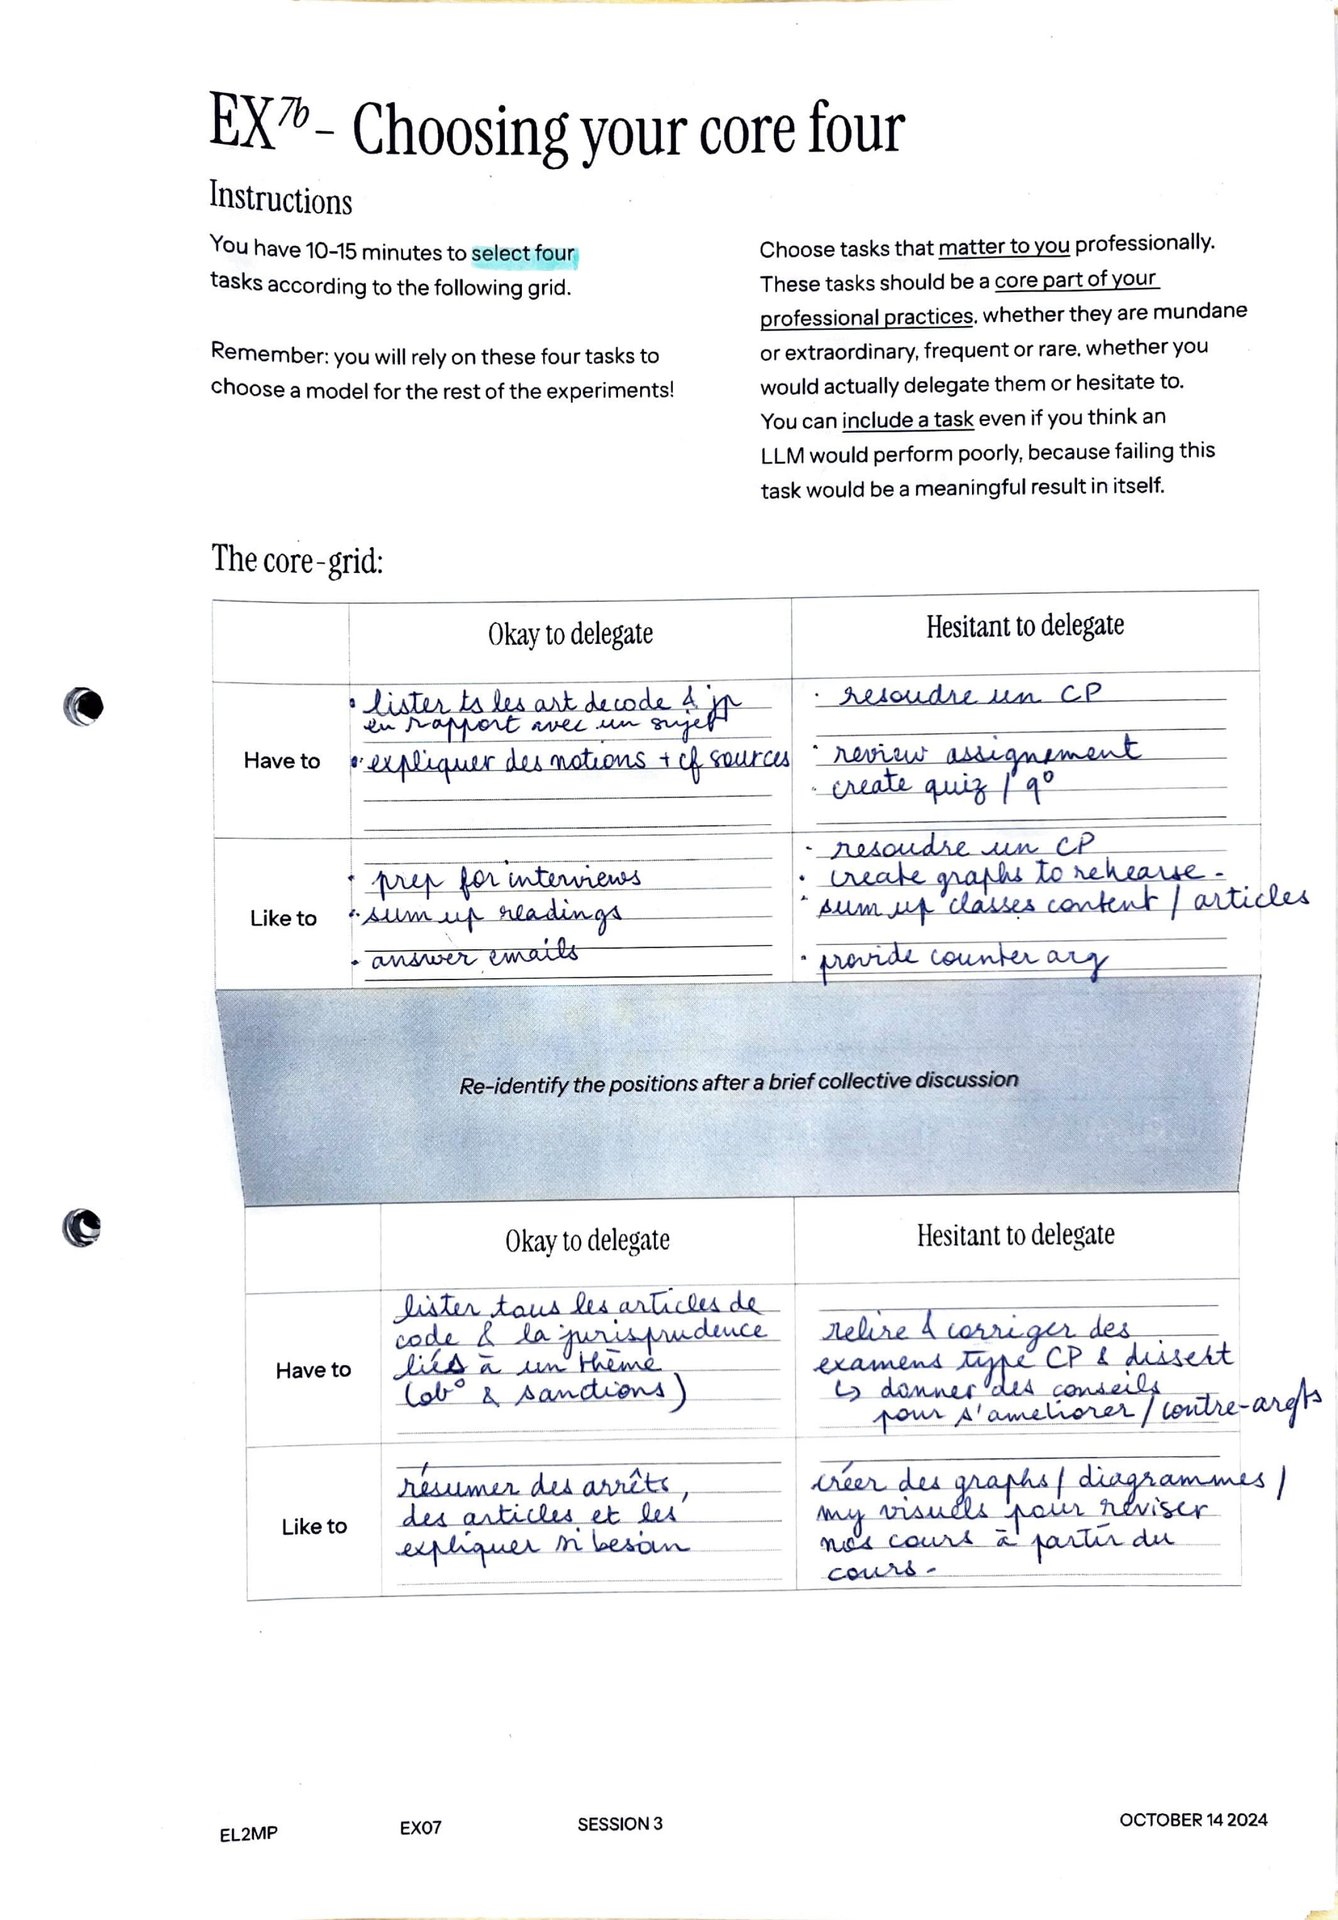 EX7b - Choosing your core four
Instructions
You have 10-15 minutes to select four
tasks according to the following grid.
Remember: you will rely on these four tasks to
choose a model for the rest of the experiments!
Choose tasks that matter to you professionally.
These tasks should be a core part of your
professional practices, whether they are mundane
or extraordinary, frequent or rare, whether you
would actually delegate them or hesitate to.
You can include a task even if you think an
LLM would perform poorly, because failing this
task would be a meaningful result in itself.
The core-grid:
Okay to delegate
Hesitant to delegate
Have to
• lister ts les art de code & jp
en rapport avec un sujet
• expliquer des notions + cf sources
· resoudre un CP
· review assignement
· create quiz / q°
Like to
• prep for interviews
• sum up readings
• answer emails
· resoudre un CP
· create graphs to rehearse.
· sum up classes content / articles
· provide counter arg
Re-identify the positions after a brief collective discussion
Okay to delegate
Hesitant to delegate
Have to
lister tous les articles de
code & la jurisprudence
liés à un thème
(ob° & sanctions)
relire & corriger des
examens type CP & dissert
↳ donner des conseils
pour s'améliorer / contre-argts
Like to
résumer des arrêts,
des articles et les
expliquer si besoin
créer des graphs / diagrammes /
my visuels pour réviser
nos cours à partir du
cours.
EL2MP
EX07
SESSION 3
OCTOBER 14 2024